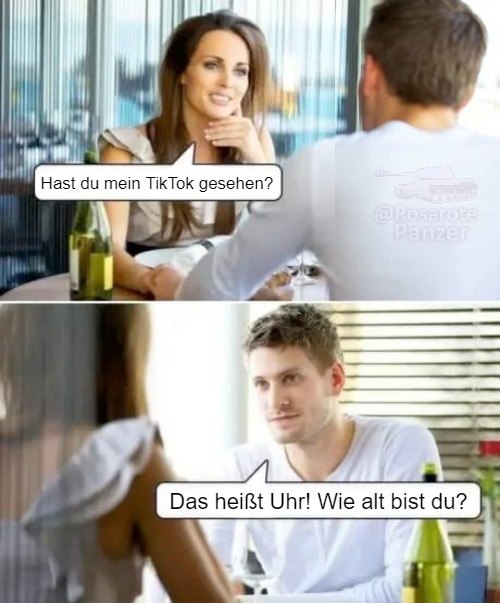 Hast du mein TikTok gesehen?
@Rosarote
Panzer
Das heißt Uhr! Wie alt bist du?